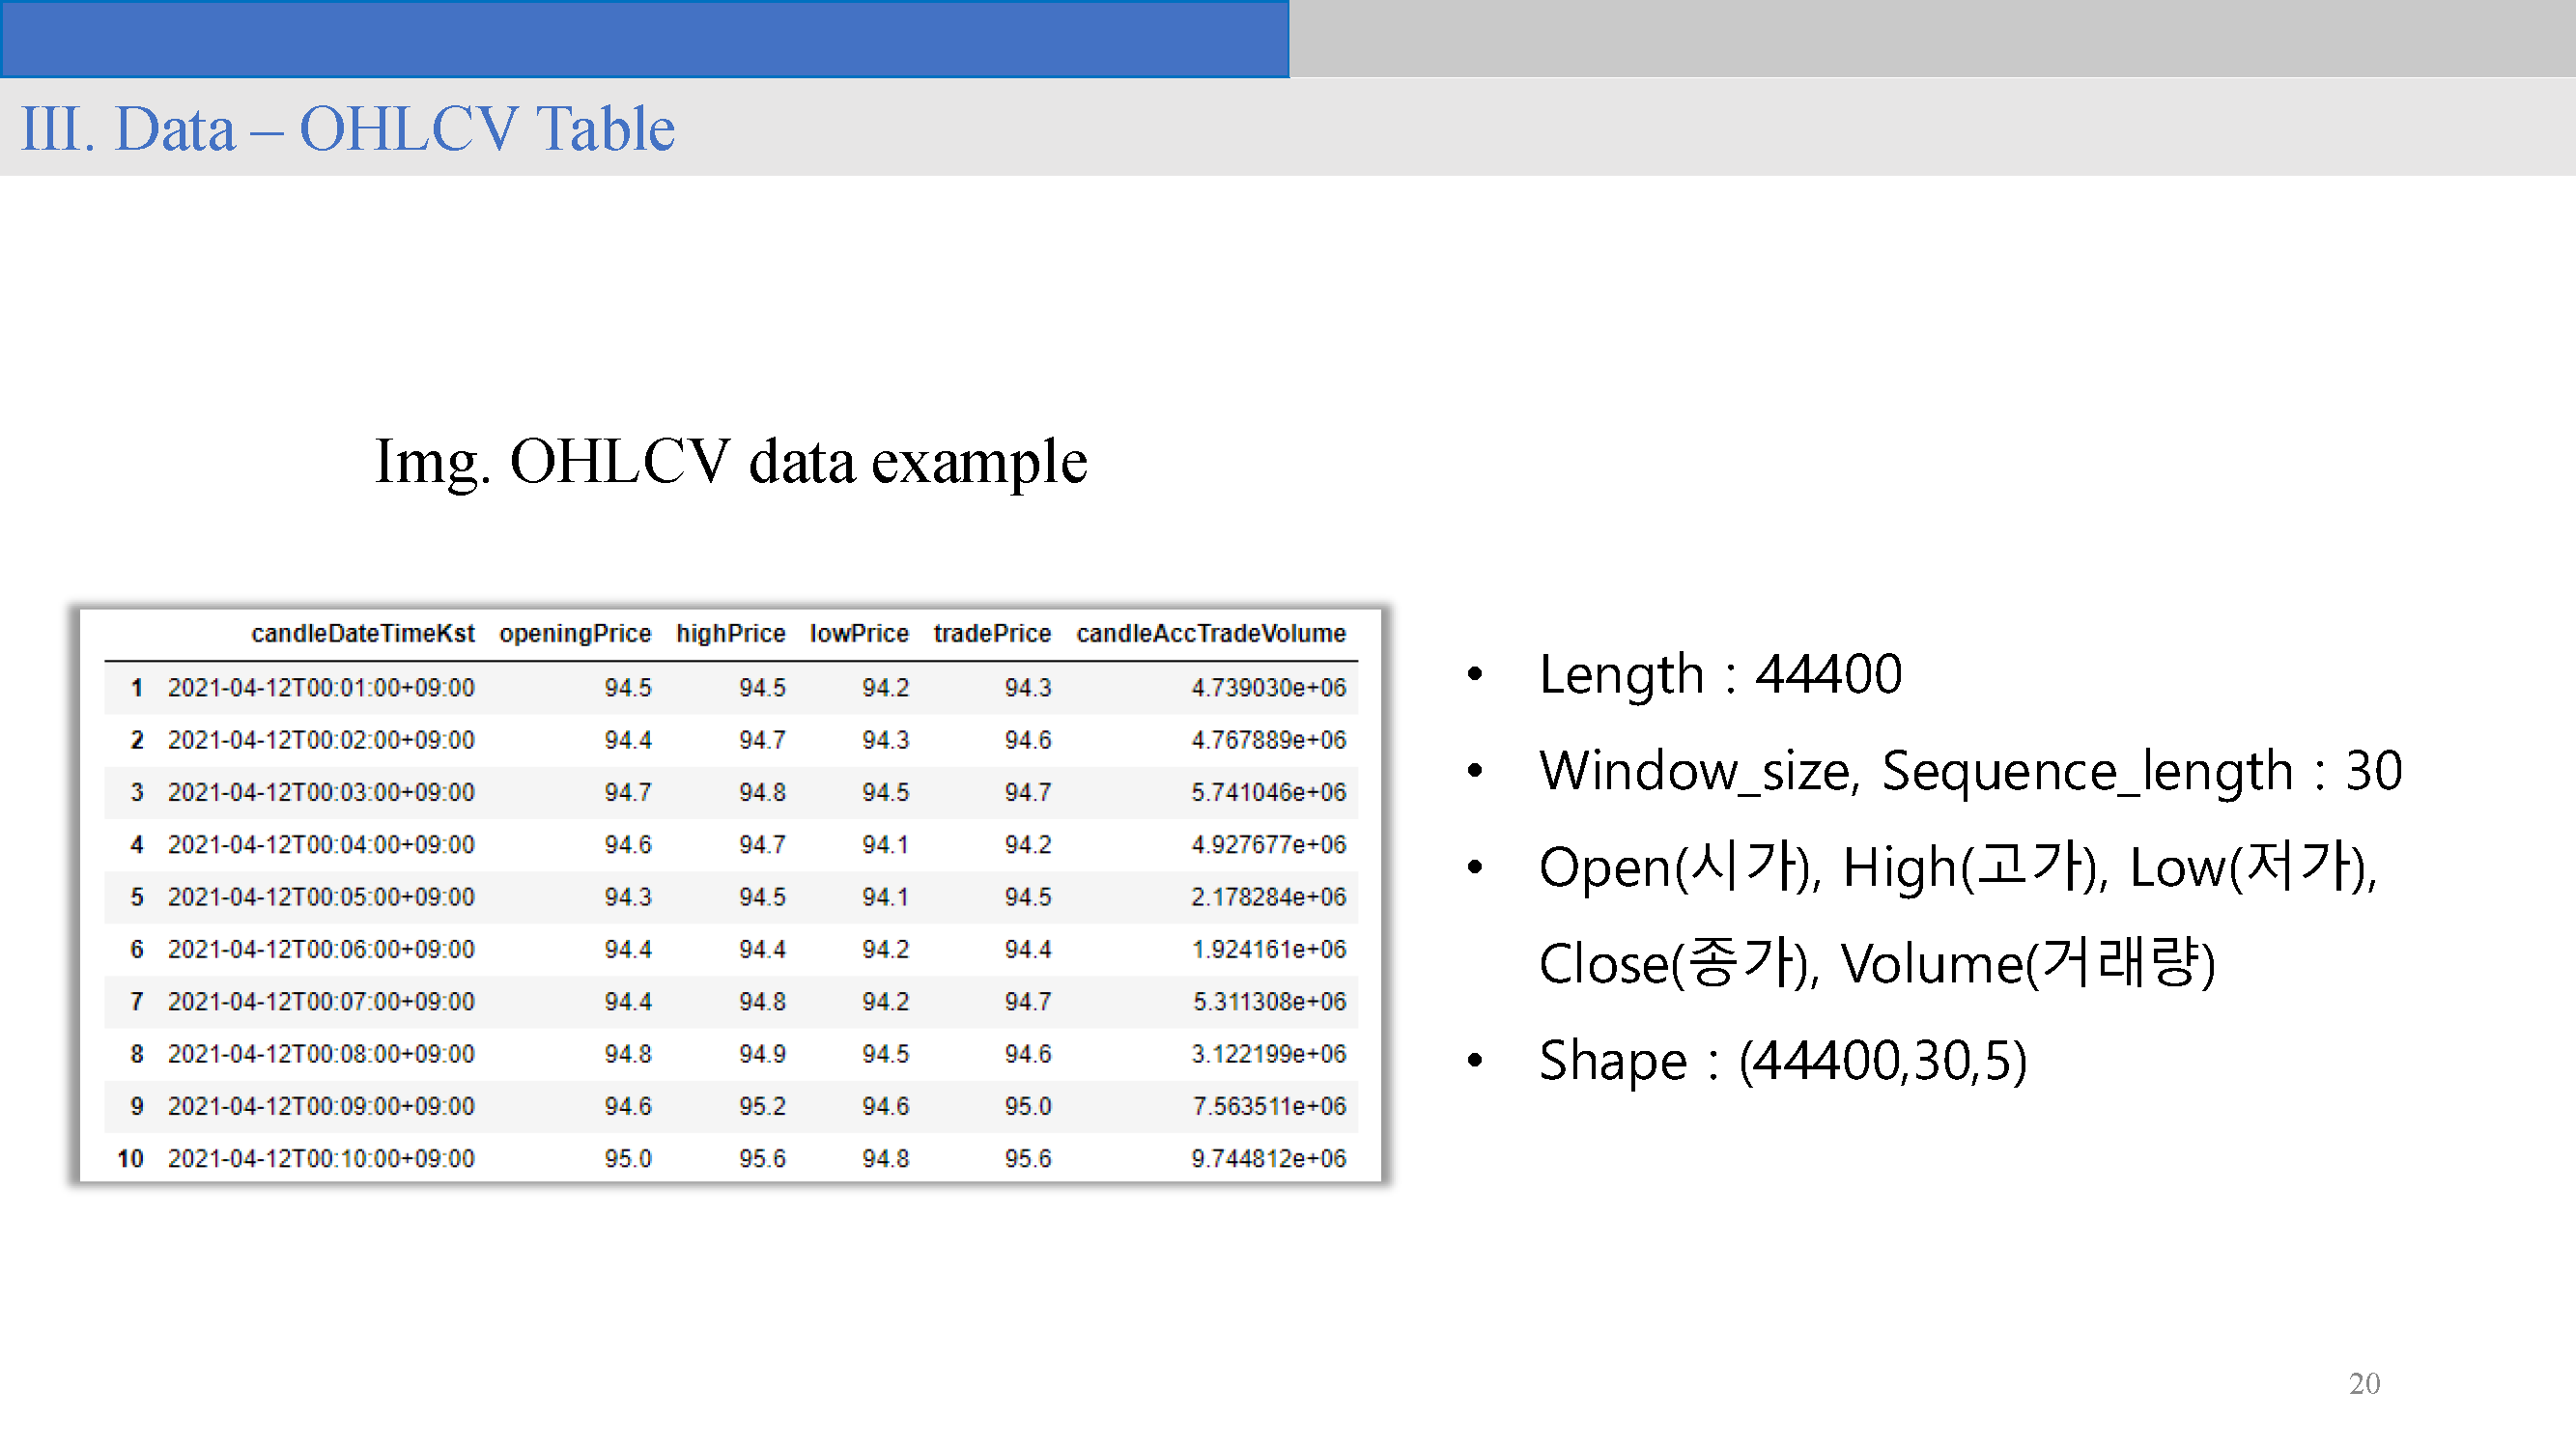 III. Data – OHLCV Table
Img. OHLCV data example
candleDateTimeKst openingPrice highPrice lowPrice tradePrice candleAccTradeVolume
1 2021-04-12T00:01:00+09:00 94.5 94.5 94.2 94.3 4.739030e+06
2 2021-04-12T00:02:00+09:00 94.4 94.7 94.3 94.6 4.767889e+06
3 2021-04-12T00:03:00+09:00 94.7 94.8 94.5 94.7 5.741046e+06
4 2021-04-12T00:04:00+09:00 94.6 94.7 94.1 94.2 4.927677e+06
5 2021-04-12T00:05:00+09:00 94.3 94.5 94.1 94.5 2.178284e+06
6 2021-04-12T00:06:00+09:00 94.4 94.4 94.2 94.4 1.924161e+06
7 2021-04-12T00:07:00+09:00 94.4 94.8 94.2 94.7 5.311308e+06
8 2021-04-12T00:08:00+09:00 94.8 94.9 94.5 94.6 3.122199e+06
9 2021-04-12T00:09:00+09:00 94.6 95.2 94.6 95.0 7.563511e+06
10 2021-04-12T00:10:00+09:00 95.0 95.6 94.8 95.6 9.744812e+06
• Length : 44400
• Window_size, Sequence_length : 30
• Open(시가), High(고가), Low(저가),
Close(종가), Volume(거래량)
• Shape : (44400,30,5)
20